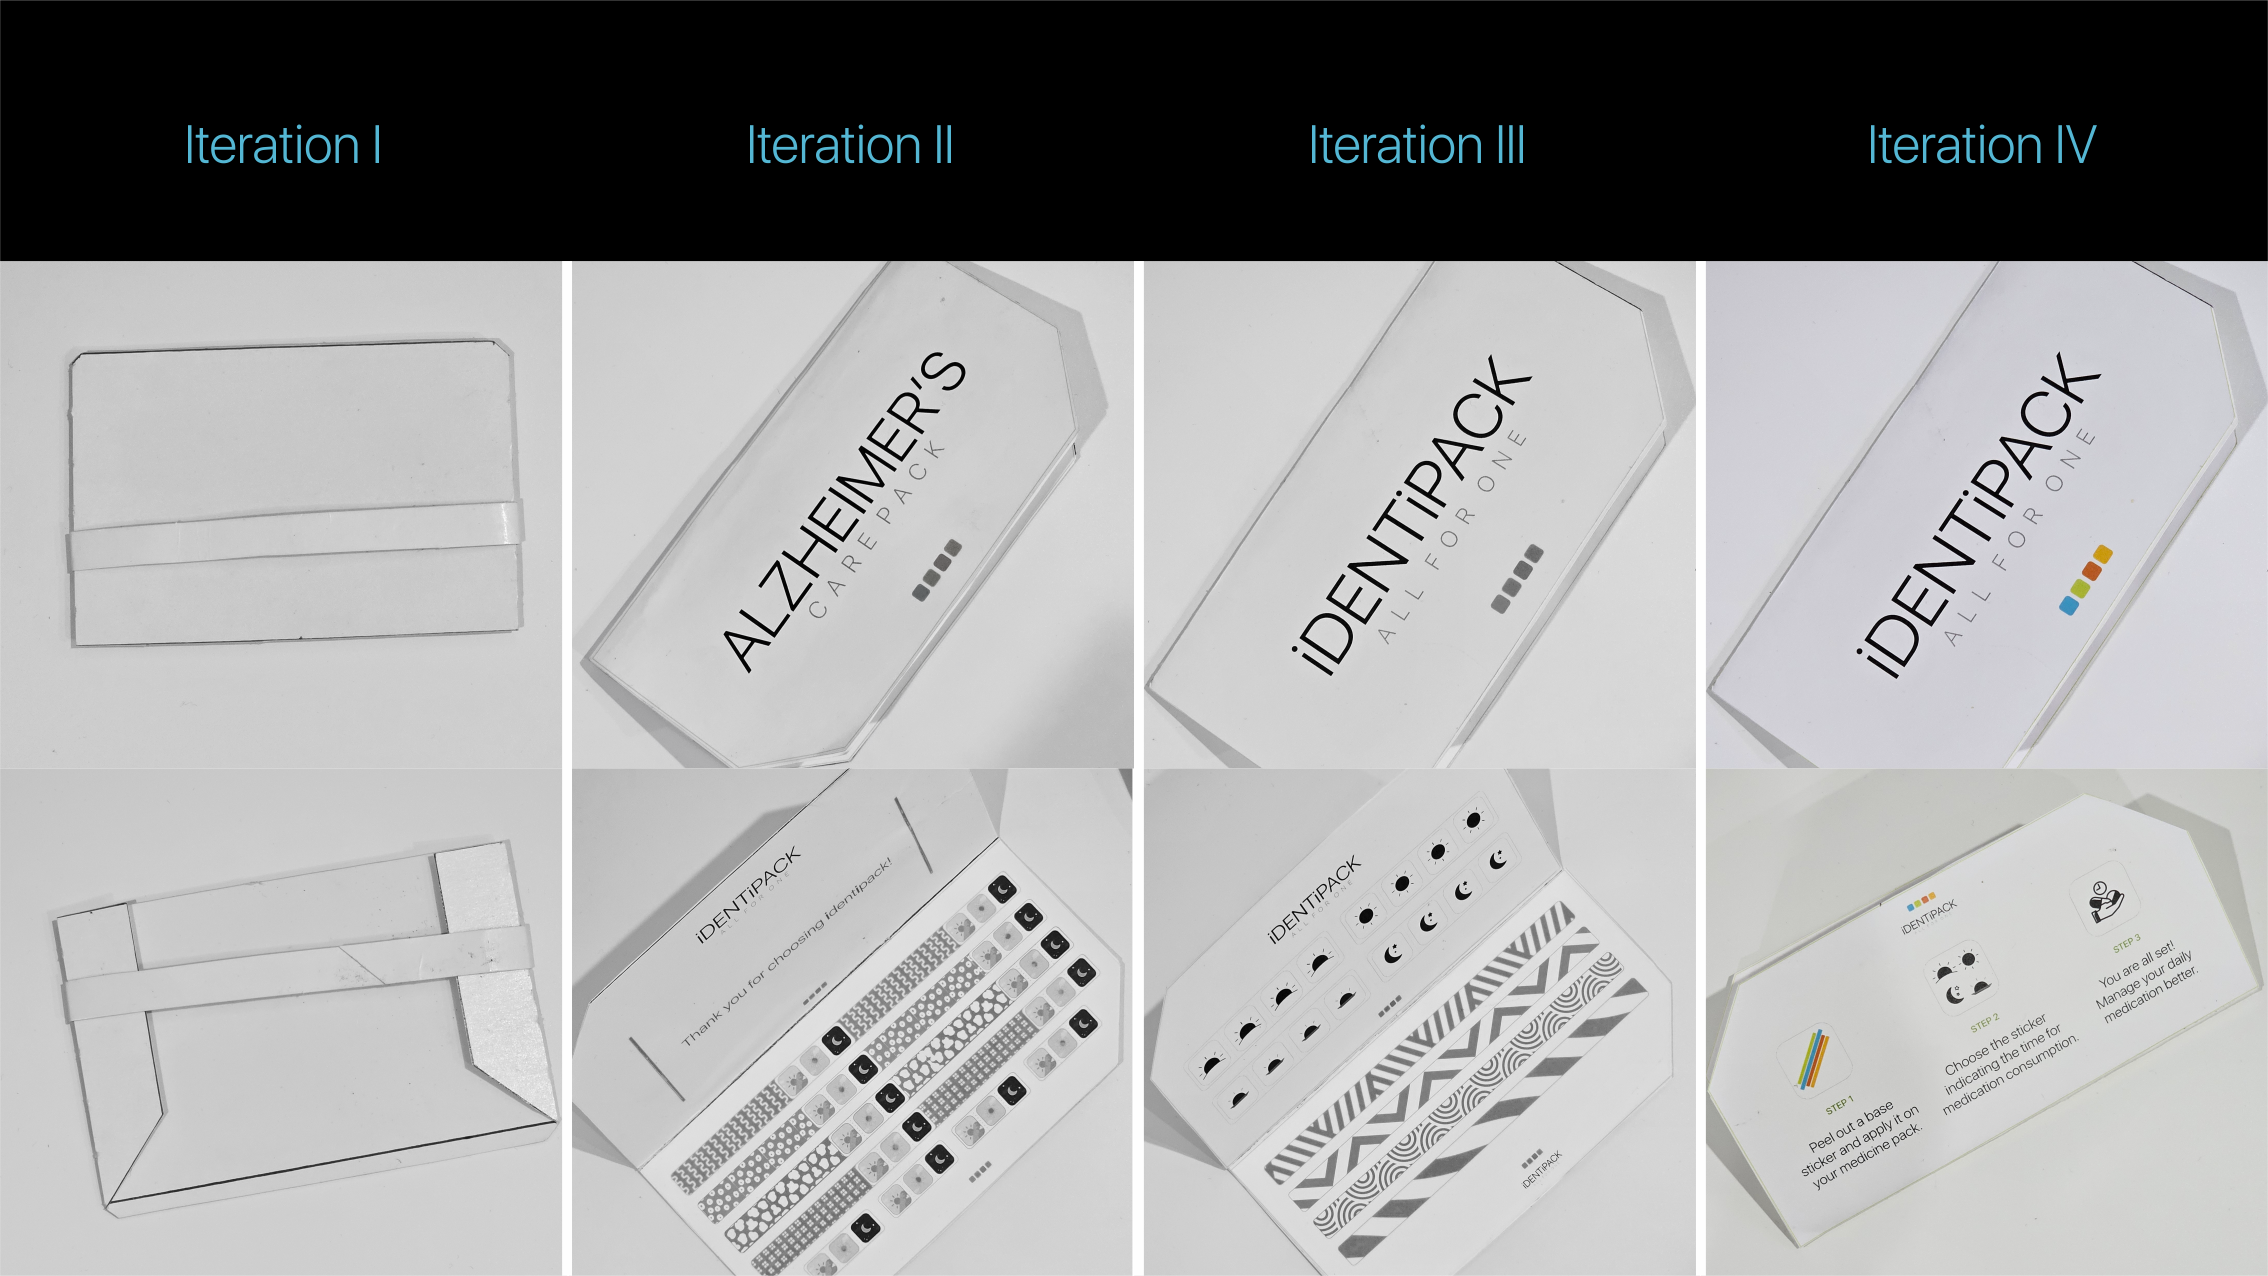 Iteration I
Iteration II
Iteration III
Iteration IV
ALZHEIMER'S
CAREPACK
iDENTiPACK
ALL FOR ONE
iDENTiPACK
ALL FOR ONE
iDENTiPACK
ALL FOR ONE
Thank you for choosing identipack!
iDENTiPACK
ALL FOR ONE
iDENTiPACK
iDENTiPACK
STEP 1
Peel out a base
sticker and apply it on
your medicine pack.
STEP 2
Choose the sticker
indicating the time for
medication consumption.
STEP 3
You are all set!
Manage your daily
medication better.